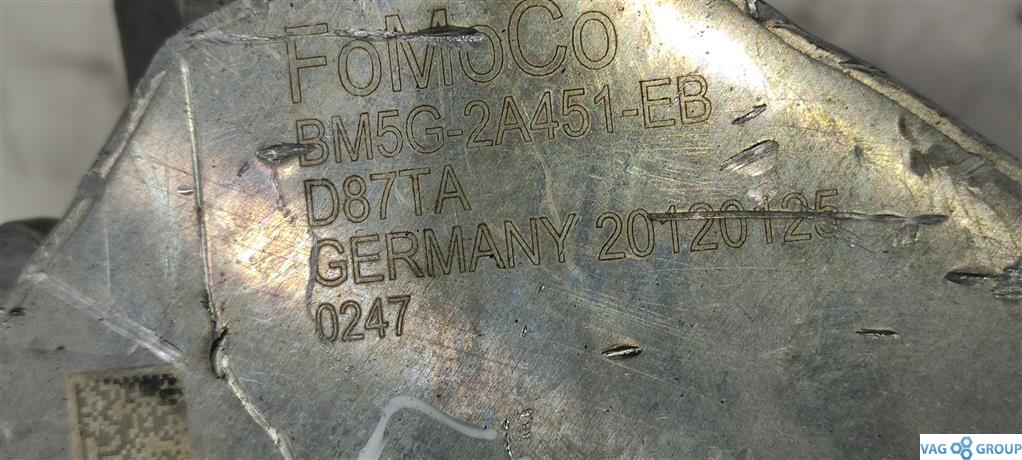 FoMoCo
BM5G-2A451-EB
D87TA
GERMANY 20120125
0247
VAG GROUP